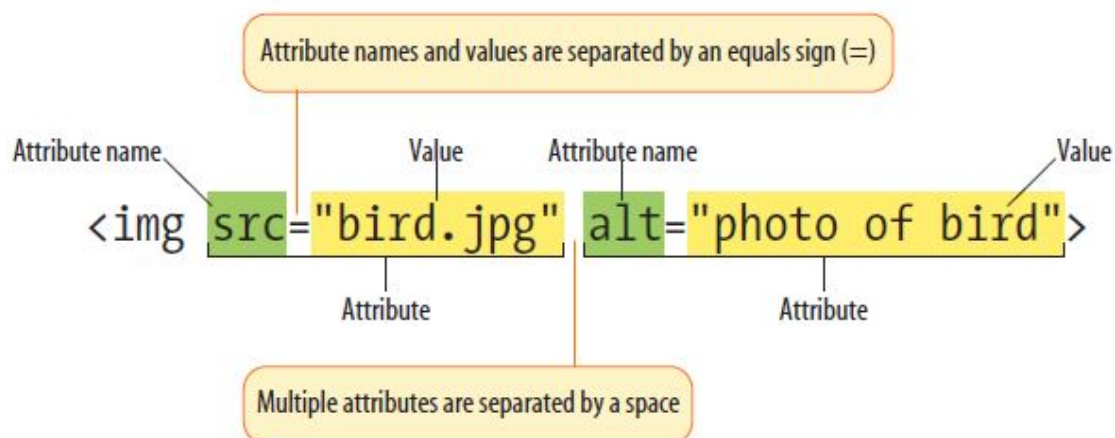 Attribute names and values are separated by an equals sign (=)
Attribute name Value Attribute name Value
<img src="bird.jpg" alt="photo of bird">
Attribute Attribute
Multiple attributes are separated by a space